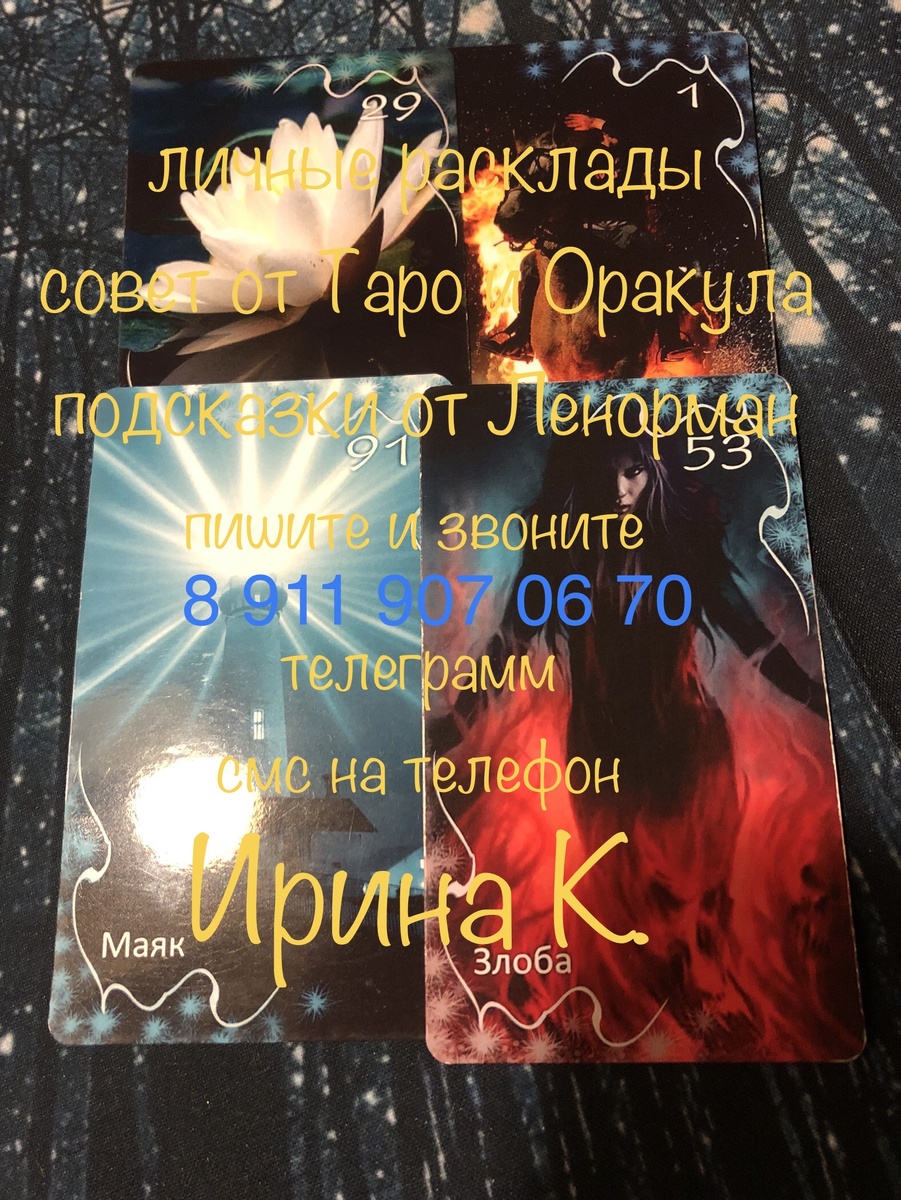 29
1
личные расклады
совет от Таро и Оракула
подсказки от Ленорман
91
53
пишите и звоните
8 911 907 06 70
телеграмм
смс на телефон
Ирина К.
Маяк
Злоба